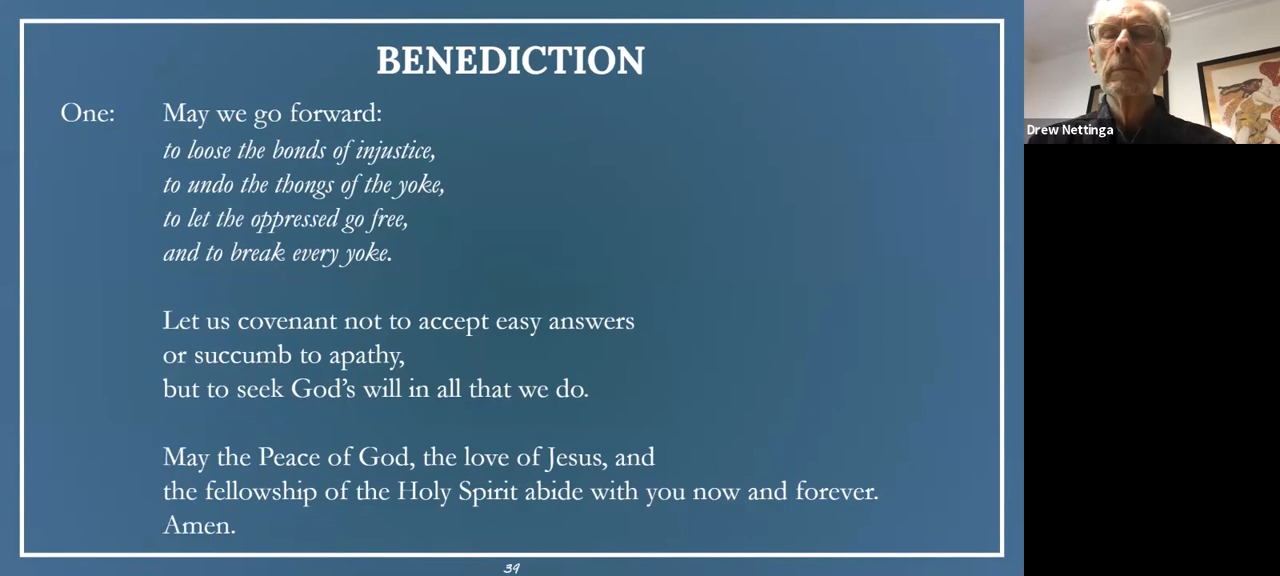 BENEDICTION
One: May we go forward:
to loose the bonds of injustice,
to undo the thongs of the yoke,
to let the oppressed go free,
and to break every yoke.
Let us covenant not to accept easy answers
or succumb to apathy,
but to seek God’s will in all that we do.
May the Peace of God, the love of Jesus, and
the fellowship of the Holy Spirit abide with you now and forever.
Amen.
39
Drew Nettinga